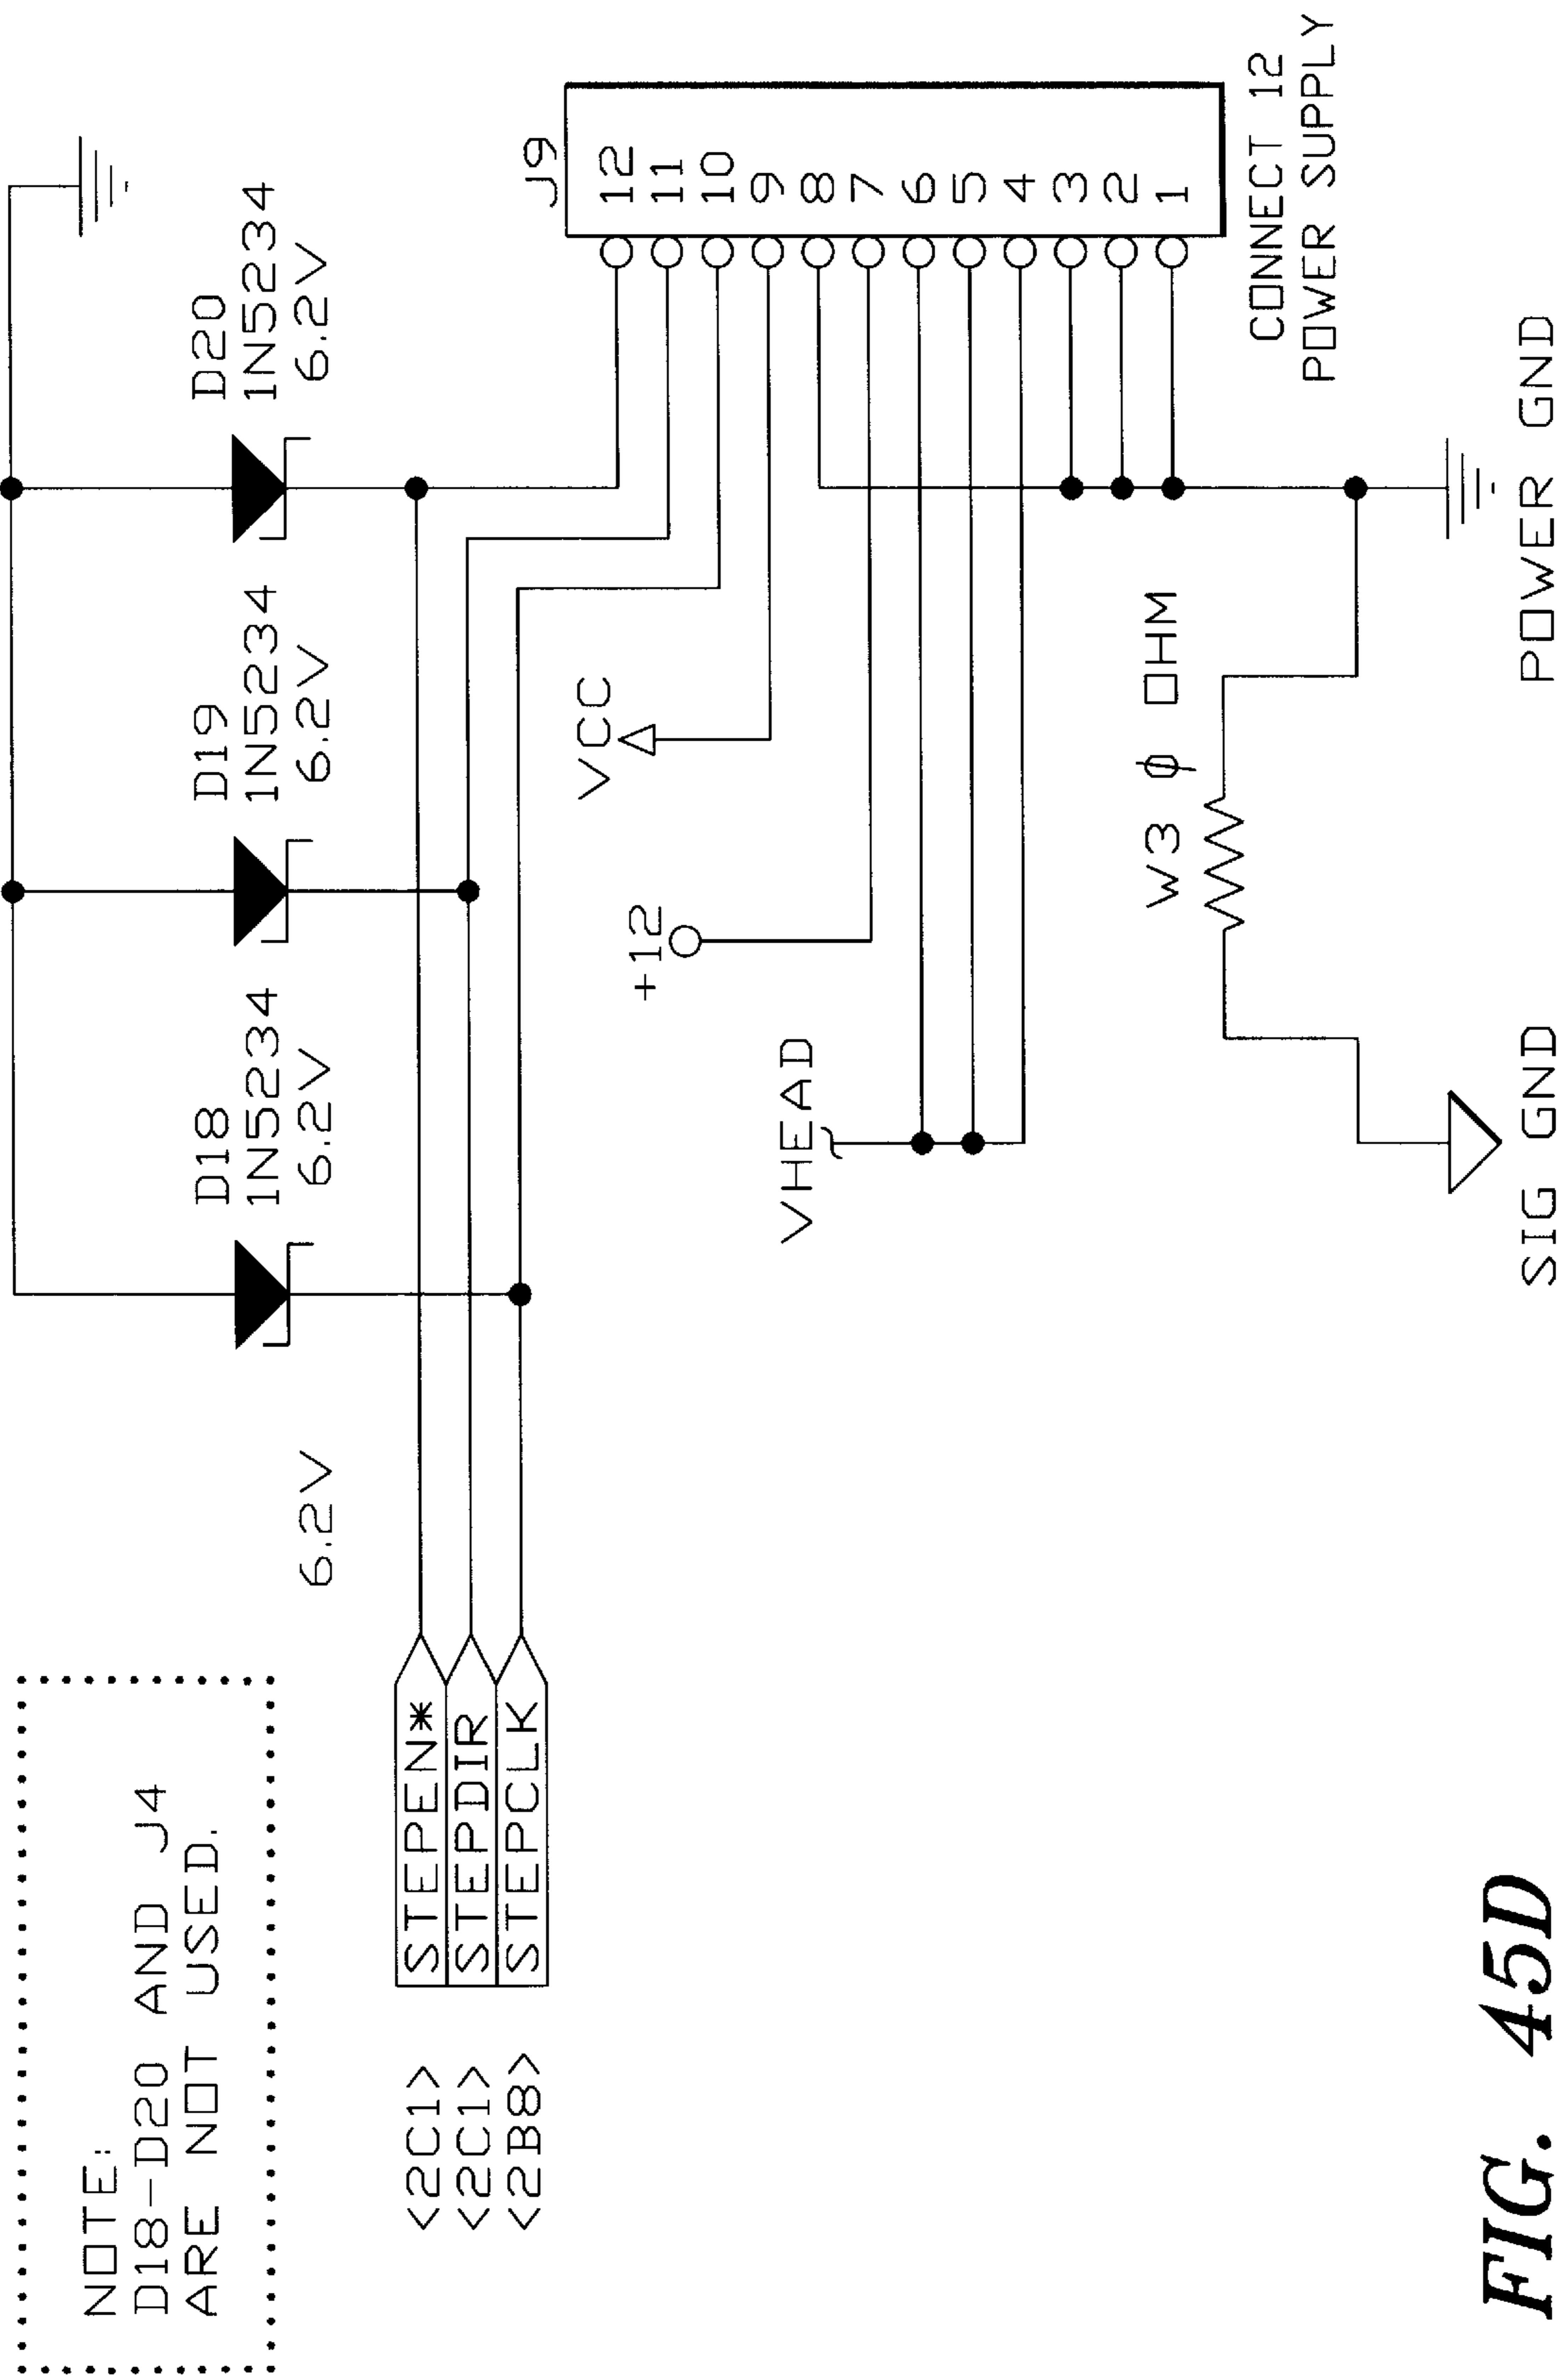 NOTE:
D18-D20 AND J4
ARE NOT USED.
6.2V
D18
1N5234
6.2V
D19
1N5234
6.2V
D20
1N5234
6.2V
<2C1> STEPEN*
<2C1> STEPDIR
<2B8> STEPCLK
J9
12
11
10
9
8
7
6
5
4
3
2
1
CONNECT 12
POWER SUPPLY
VCC
+12
VHEAD
W3 0 OHM
SIG GND
POWER GND
FIG. 45D